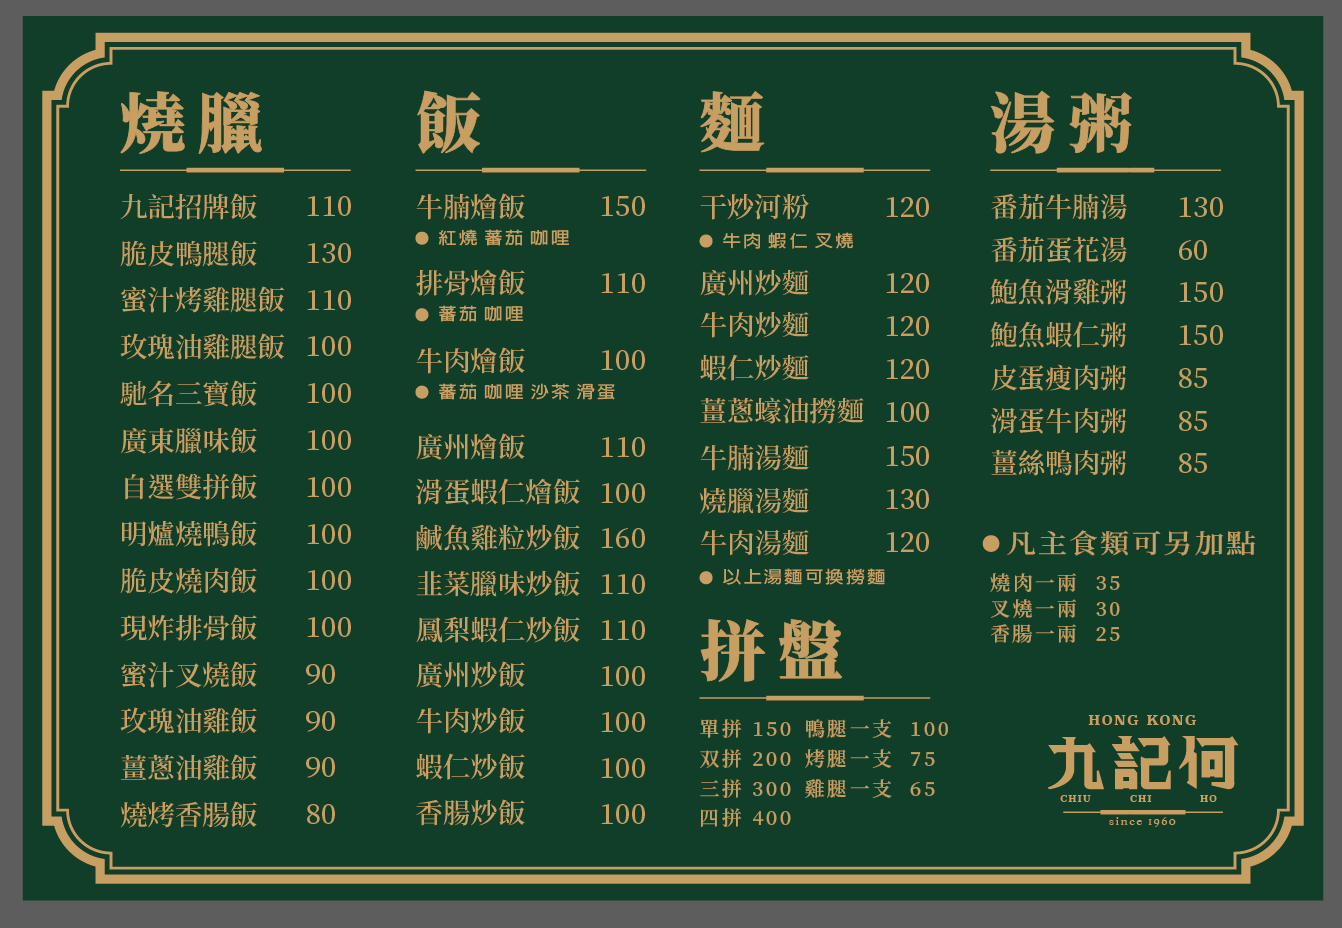 燒臘
九記招牌飯 110
脆皮鴨腿飯 130
蜜汁烤雞腿飯 110
玫瑰油雞腿飯 100
馳名三寶飯 100
廣東臘味飯 100
自選雙拼飯 100
明爐燒鴨飯 100
脆皮燒肉飯 100
現炸排骨飯 100
蜜汁叉燒飯 90
玫瑰油雞飯 90
薑蔥油雞飯 90
燒烤香腸飯 80
飯
牛腩燴飯 150
● 紅燒 蕃茄 咖哩
排骨燴飯 110
● 蕃茄 咖哩
牛肉燴飯 100
● 蕃茄 咖哩 沙茶 滑蛋
廣州燴飯 110
滑蛋蝦仁燴飯 100
鹹魚雞粒炒飯 160
韭菜臘味炒飯 110
鳳梨蝦仁炒飯 110
廣州炒飯 100
牛肉炒飯 100
蝦仁炒飯 100
香腸炒飯 100
麵
干炒河粉 120
● 牛肉 蝦仁 叉燒
廣州炒麵 120
牛肉炒麵 120
蝦仁炒麵 120
薑蔥蠔油撈麵 100
牛腩湯麵 150
燒臘湯麵 130
牛肉湯麵 120
● 以上湯麵可換撈麵
拼盤
單拼 150 鴨腿一支 100
双拼 200 烤腿一支 75
三拼 300 雞腿一支 65
四拼 400
湯粥
番茄牛腩湯 130
番茄蛋花湯 60
鮑魚滑雞粥 150
鮑魚蝦仁粥 150
皮蛋瘦肉粥 85
滑蛋牛肉粥 85
薑絲鴨肉粥 85
● 凡主食類可另加點
燒肉一兩 35
叉燒一兩 30
香腸一兩 25
HONG KONG
九記何
CHIU CHI HO
since 1960